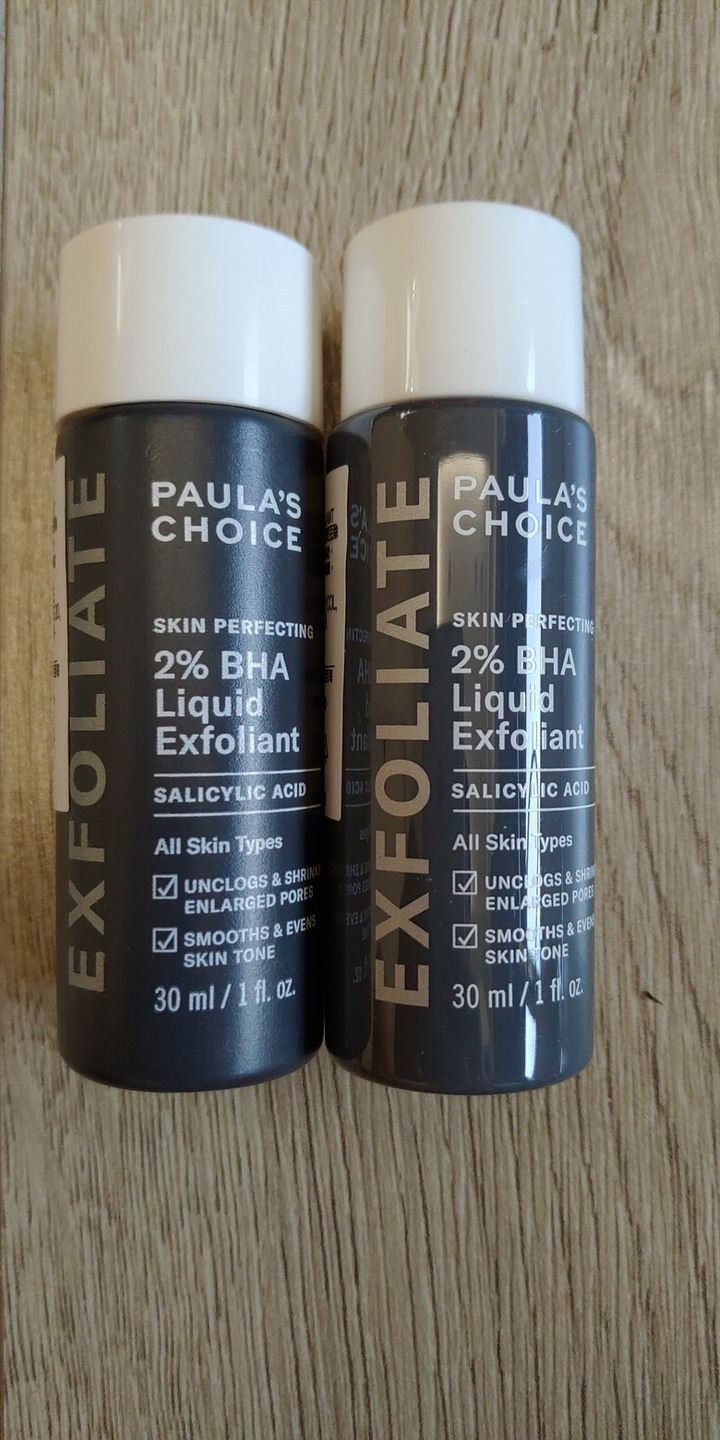 EXFOLIATE
PAULA'S
CHOICE
SKIN PERFECTING
2% BHA
Liquid
Exfoliant
SALICYLIC ACID
All Skin Types
☑ UNCLOGS & SHRINKS
ENLARGED PORES
☑ SMOOTHS & EVENS
SKIN TONE
30 ml / 1 fl. oz.
EXFOLIATE
PAULA'S
CHOICE
SKIN PERFECTING
2% BHA
Liquid
Exfoliant
SALICYLIC ACID
All Skin Types
☑ UNCLOGS & SHRIN
ENLARGED PORES
☑ SMOOTHS & EVENS
SKIN TONE
30 ml / 1 fl. oz.